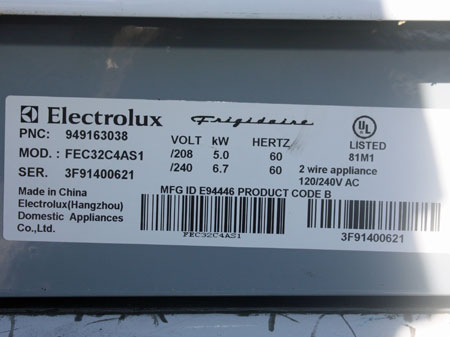 Electrolux Frigidaire
PNC: 949163038
VOLT kW HERTZ
UL
LISTED
81M1
MOD. : FEC32C4AS1 /208 5.0 60
SER. 3F91400621 /240 6.7 60
2 wire appliance
120/240V AC
Made in China
Electrolux(Hangzhou)
Domestic Appliances
Co.,Ltd.
MFG ID E94446 PRODUCT CODE B
FEC32C4AS1
3F91400621